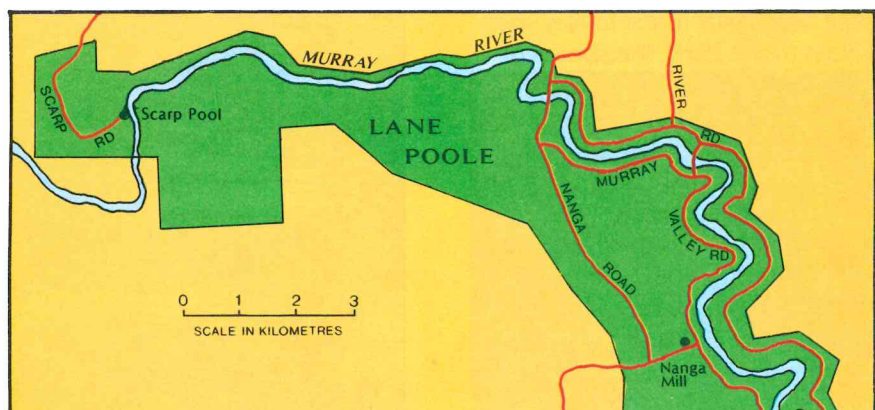 MURRAY RIVER
SCARP RD
Scarp Pool
LANE
POOLE
RIVER RD
MURRAY
VALLEY RD
NANGA ROAD
Nanga
Mill
0 1 2 3
SCALE IN KILOMETRES